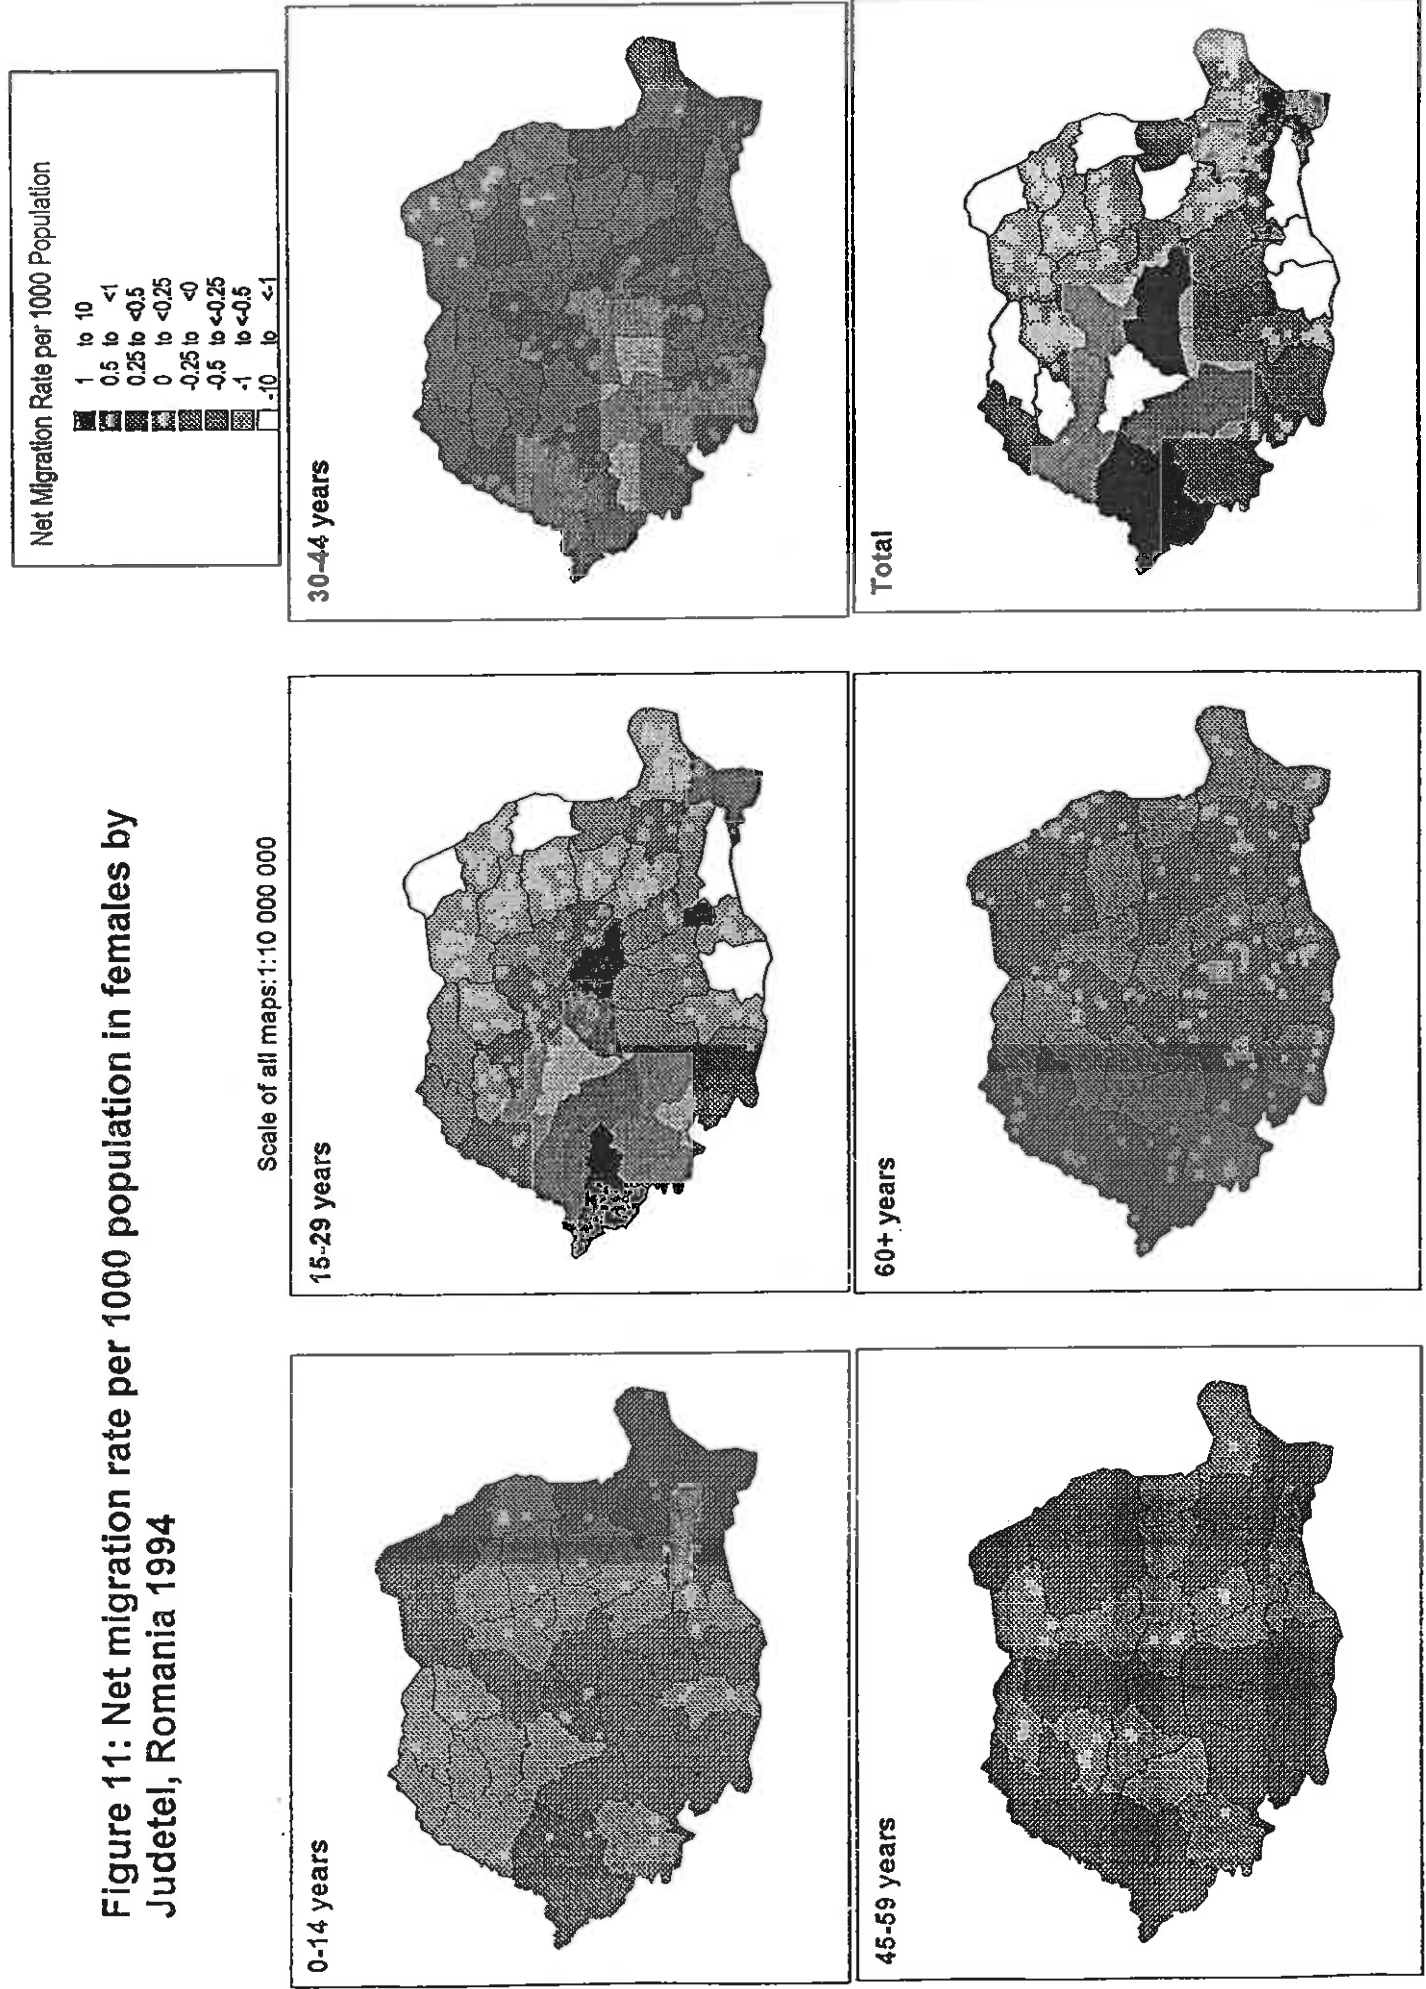 Figure 11: Net migration rate per 1000 population in females by
Judetel, Romania 1994
Scale of all maps:1:10 000 000
Net Migration Rate per 1000 Population
1 to 10
0.5 to <1
0.25 to <0.5
0 to <0.25
-0.25 to <0
-0.5 to <-0.25
-1 to <-0.5
-10 to <-1
0-14 years
15-29 years
30-44 years
45-59 years
60+ years
Total